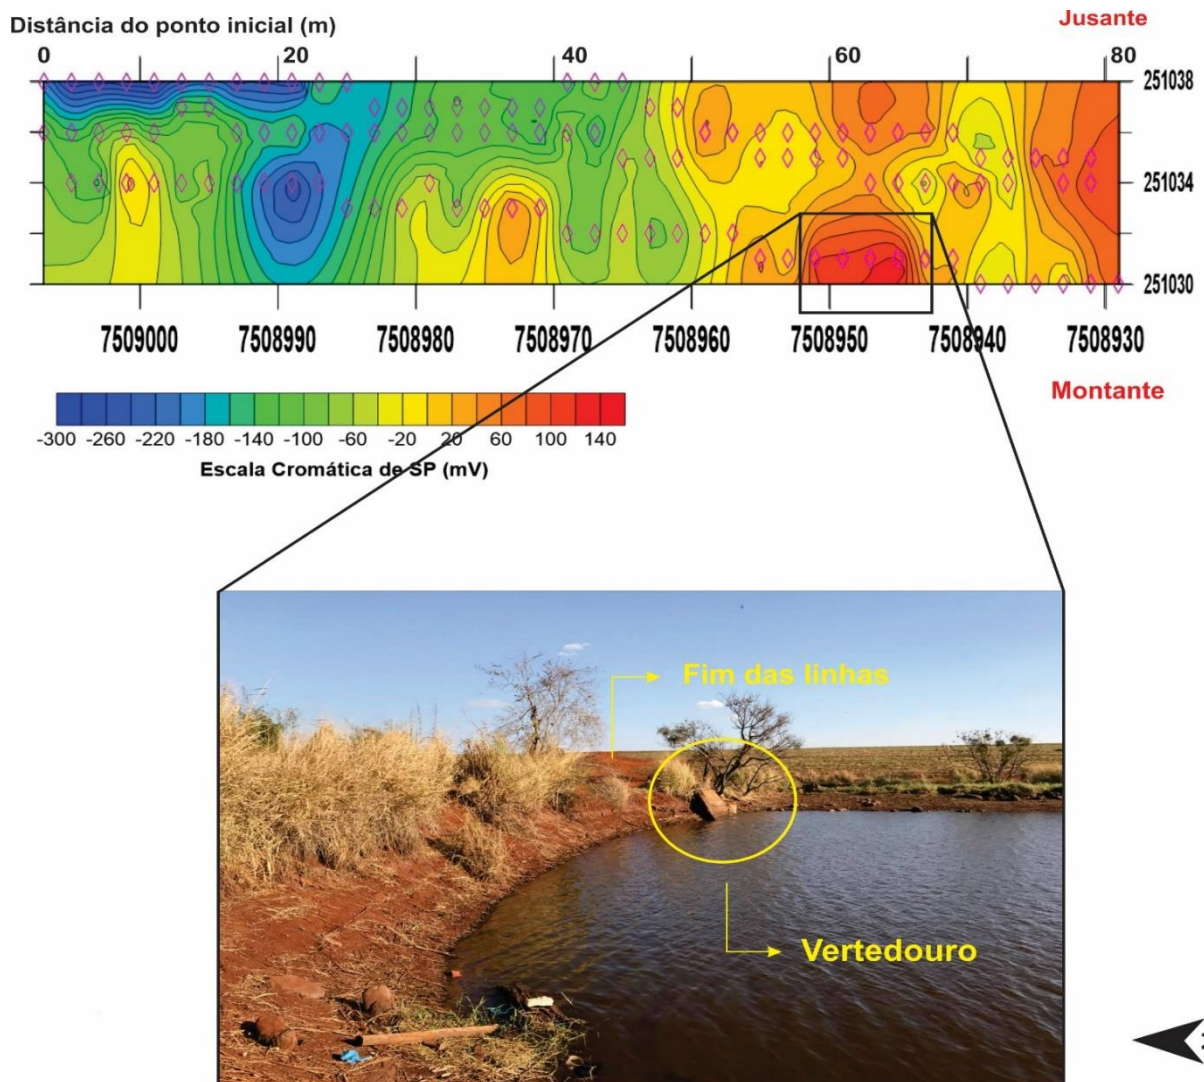 Distância do ponto inicial (m)
Jusante
0 20 40 60 80
251038
251034
251030
7509000 7508990 7508980 7508970 7508960 7508950 7508940 7508930
Montante
-300 -260 -220 -180 -140 -100 -60 -20 20 60 100 140
Escala Cromática de SP (mV)
Fim das linhas
Vertedouro